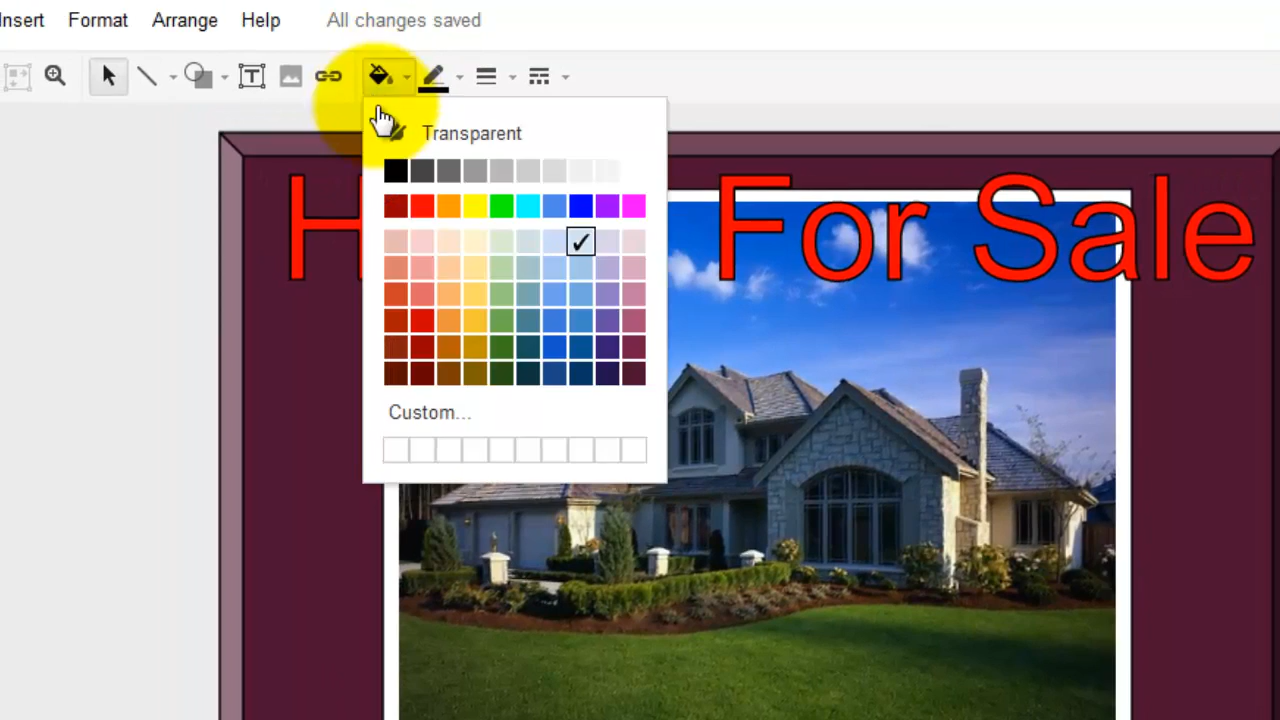 Insert Format Arrange Help All changes saved
Transparent
H For Sale
Custom...